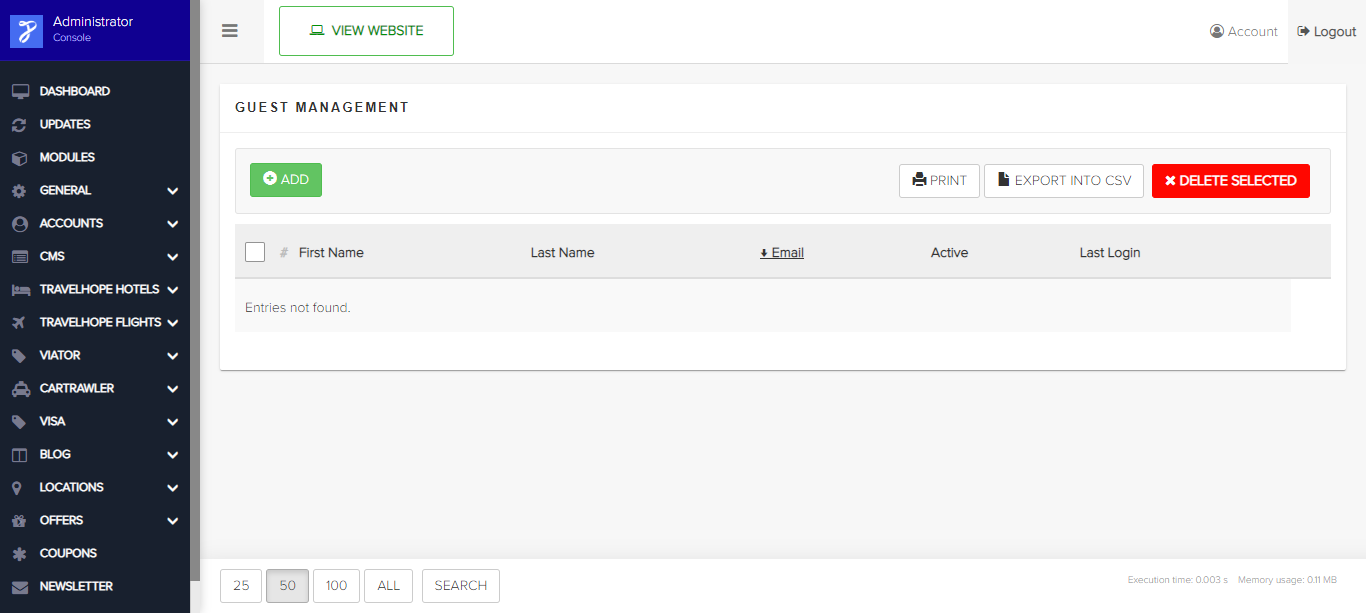 Administrator
Console
VIEW WEBSITE
Account
Logout
DASHBOARD
UPDATES
MODULES
GENERAL
ACCOUNTS
CMS
TRAVELHOPE HOTELS
TRAVELHOPE FLIGHTS
VIATOR
CARTRAWLER
VISA
BLOG
LOCATIONS
OFFERS
COUPONS
NEWSLETTER
GUEST MANAGEMENT
ADD
PRINT
EXPORT INTO CSV
DELETE SELECTED
# First Name Last Name Email Active Last Login
Entries not found.
25 50 100 ALL SEARCH
Execution time: 0.003 s Memory usage: 0.11 MB